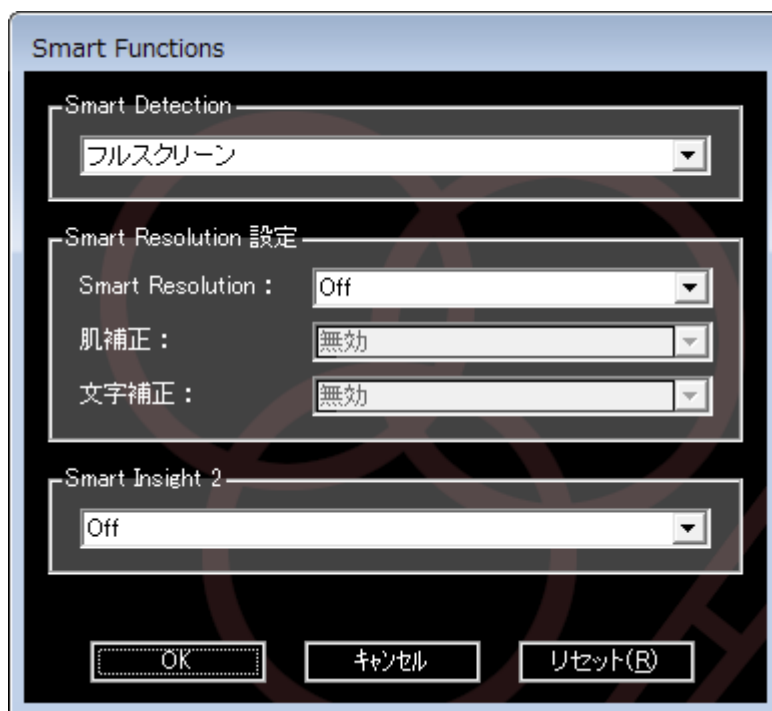 Smart Functions
Smart Detection
フルスクリーン
Smart Resolution 設定
Smart Resolution : Off
肌補正 : 無効
文字補正 : 無効
Smart Insight 2
Off
OK キャンセル リセット(R)